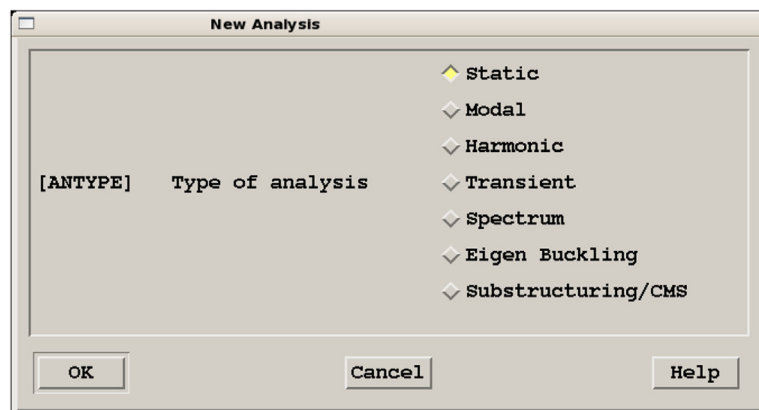 New Analysis
Static
Modal
Harmonic
[ANTYPE] Type of analysis
Transient
Spectrum
Eigen Buckling
Substructuring/CMS
OK
Cancel
Help